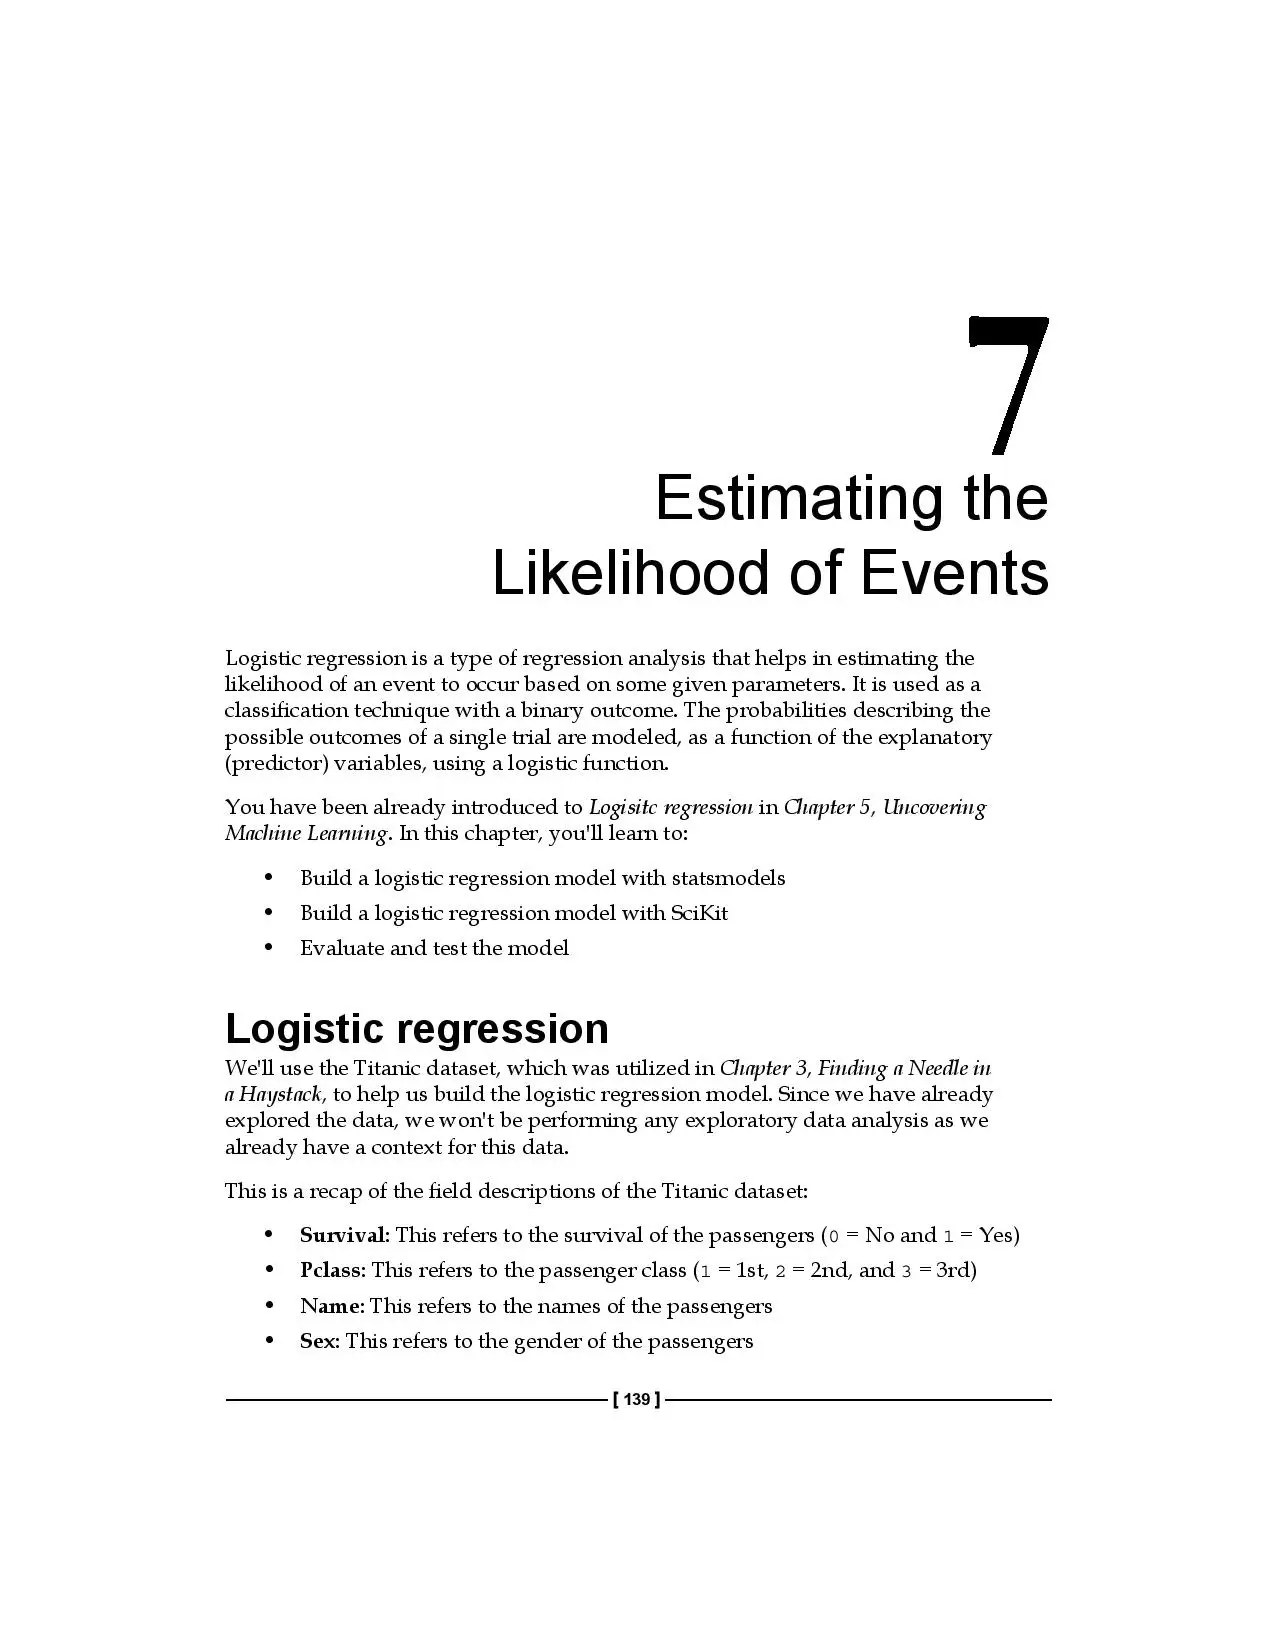 7
Estimating the
Likelihood of Events
Logistic regression is a type of regression analysis that helps in estimating the
likelihood of an event to occur based on some given parameters. It is used as a
classification technique with a binary outcome. The probabilities describing the
possible outcomes of a single trial are modeled, as a function of the explanatory
(predictor) variables, using a logistic function.
You have been already introduced to Logisitc regression in Chapter 5, Uncovering
Machine Learning. In this chapter, you'll learn to:
• Build a logistic regression model with statsmodels
• Build a logistic regression model with SciKit
• Evaluate and test the model
Logistic regression
We'll use the Titanic dataset, which was utilized in Chapter 3, Finding a Needle in
a Haystack, to help us build the logistic regression model. Since we have already
explored the data, we won't be performing any exploratory data analysis as we
already have a context for this data.
This is a recap of the field descriptions of the Titanic dataset:
• Survival: This refers to the survival of the passengers (0 = No and 1 = Yes)
• Pclass: This refers to the passenger class (1 = 1st, 2 = 2nd, and 3 = 3rd)
• Name: This refers to the names of the passengers
• Sex: This refers to the gender of the passengers
[ 139 ]